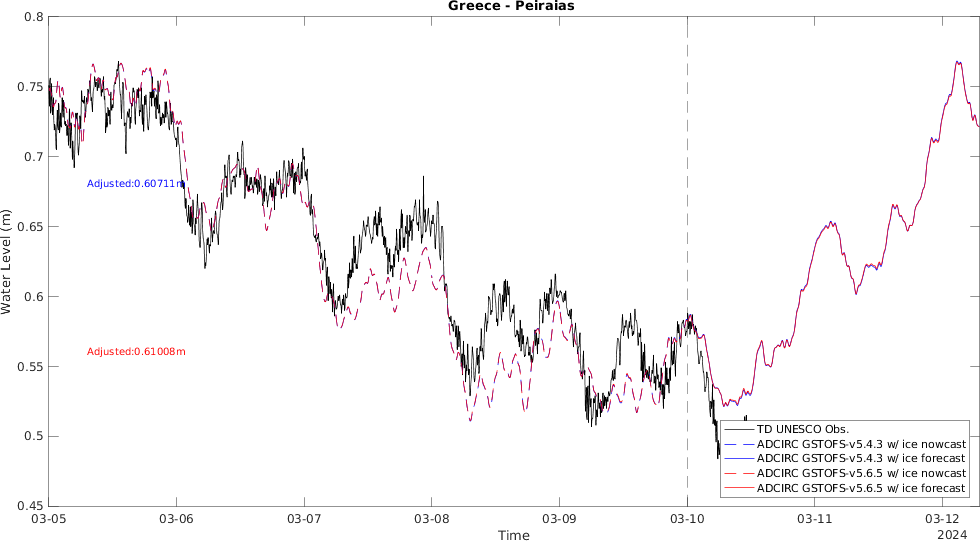 Greece - Peiraias
0.8
0.75
0.7
0.65
0.6
0.55
0.5
0.45
Water Level (m)
Adjusted:0.60711m
Adjusted:0.61008m
TD UNESCO Obs.
ADCIRC GSTOFS-v5.4.3 w/ ice nowcast
ADCIRC GSTOFS-v5.4.3 w/ ice forecast
ADCIRC GSTOFS-v5.6.5 w/ ice nowcast
ADCIRC GSTOFS-v5.6.5 w/ ice forecast
03-05 03-06 03-07 03-08 03-09 03-10 03-11 03-12
Time
2024